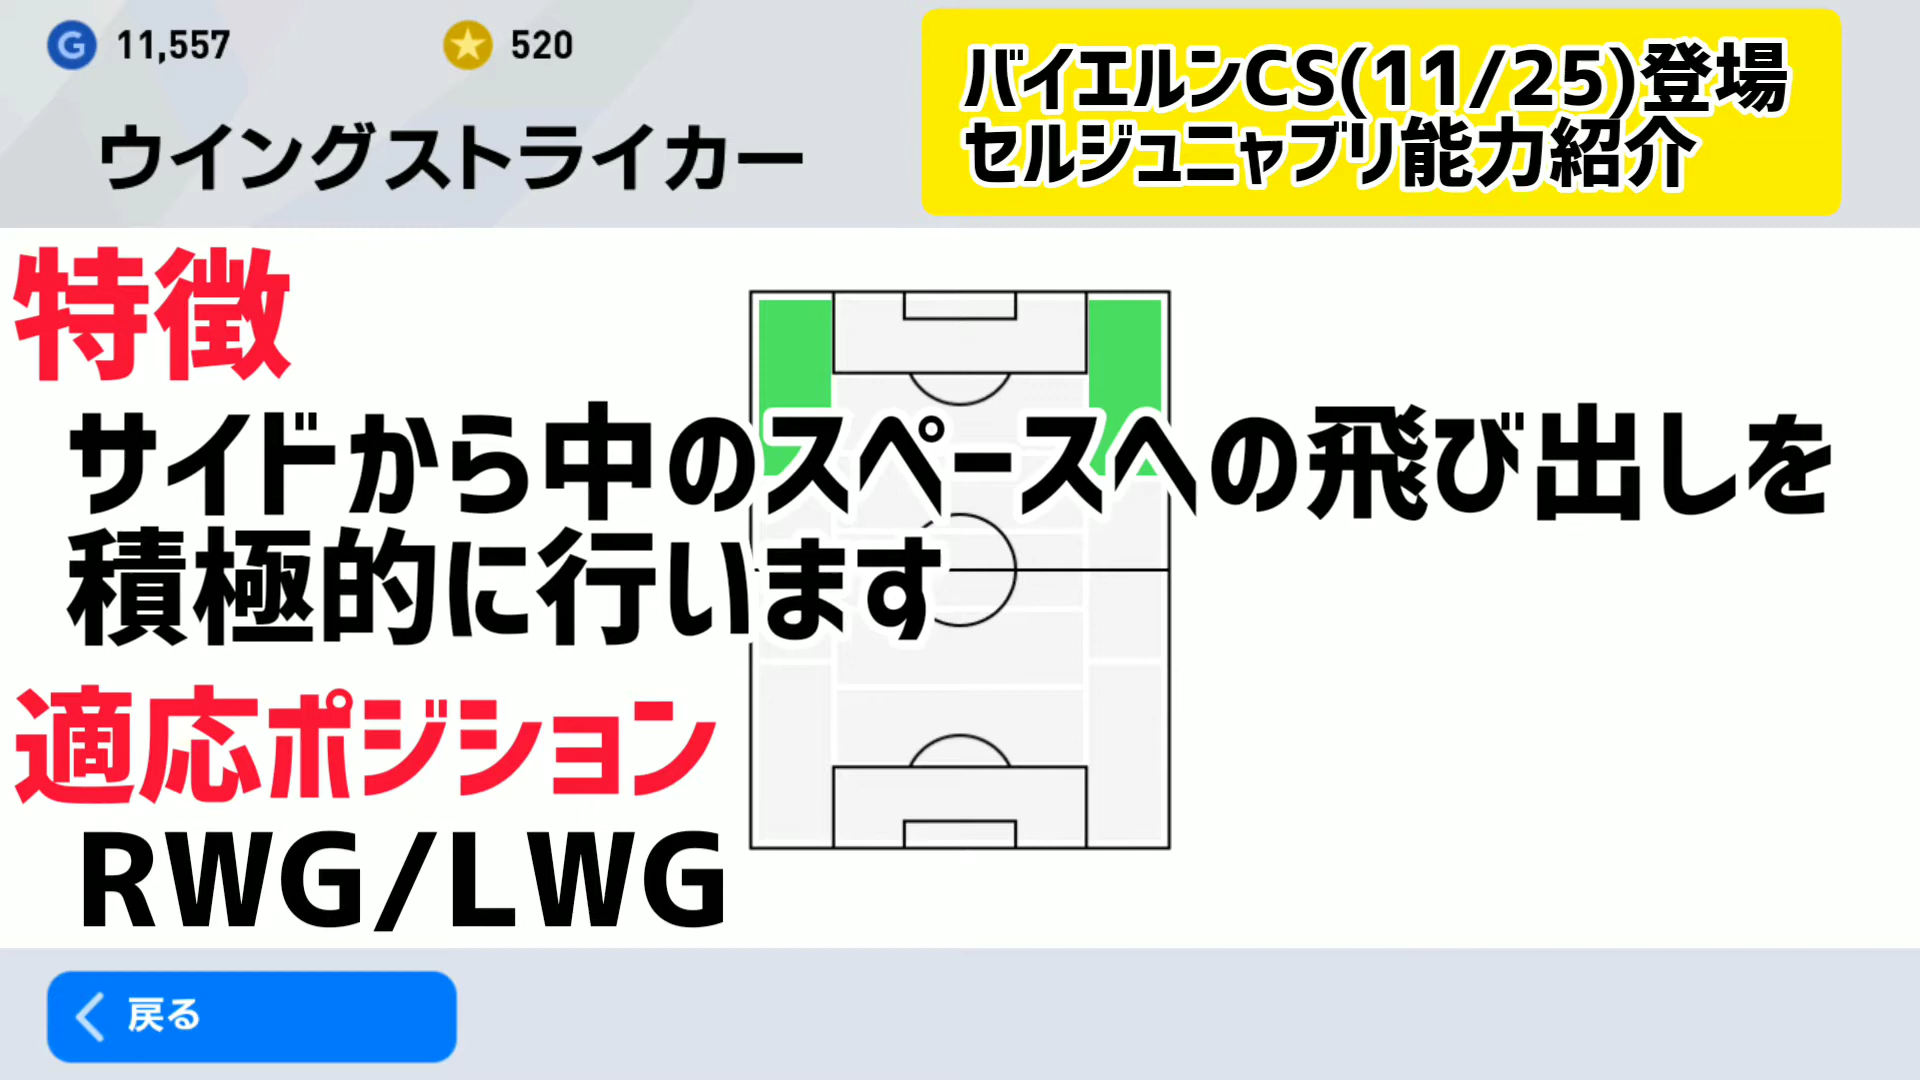 G 11,557
520
バイエルンCS(11/25)登場
セルジュニャブリ能力紹介
ウイングストライカー
特徴
サイドから中のスペースへの飛び出しを
積極的に行います
適応ポジション
RWG/LWG
戻る